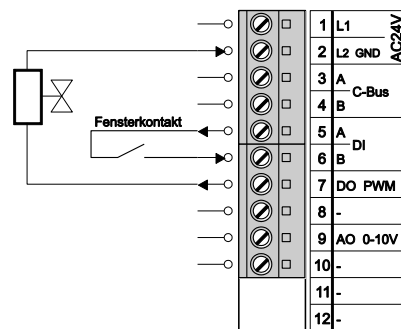 1 L1
AC24V
2 L2 GND
3 A
C-Bus
4 B
Fensterkontakt
5 A
DI
6 B
7 DO PWM
8 -
9 AO 0-10V
10 -
11 -
12 -